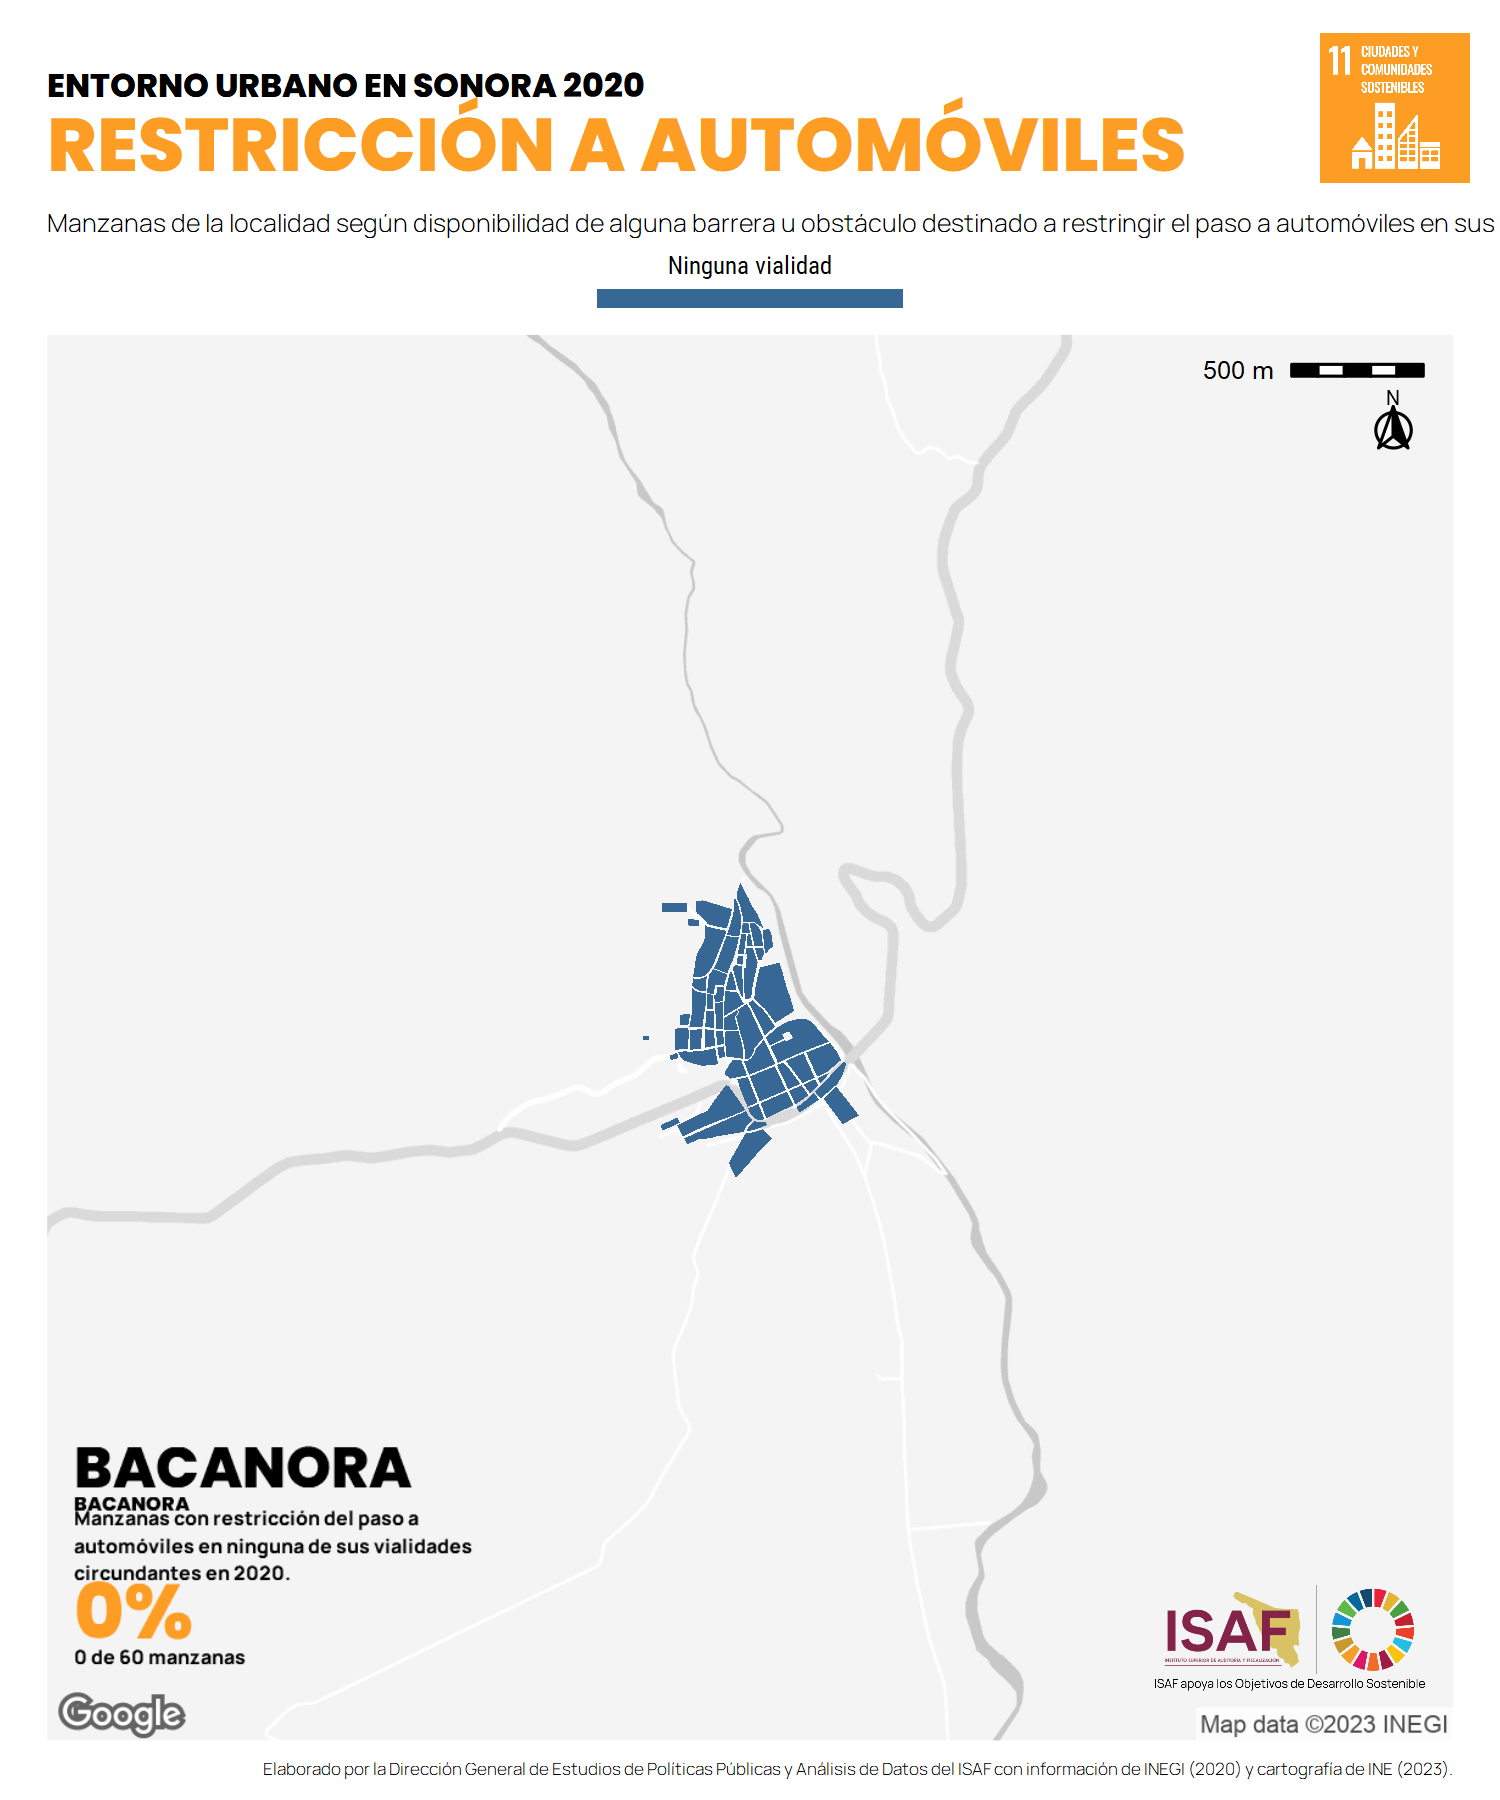 ENTORNO URBANO EN SONORA 2020
RESTRICCIÓN A AUTOMÓVILES
11 CIUDADES Y
COMUNIDADES
SOSTENIBLES
Manzanas de la localidad según disponibilidad de alguna barrera u obstáculo destinado a restringir el paso a automóviles en sus
Ninguna vialidad
500 m
N
BACANORA
BACANORA
Manzanas con restricción del paso a
automóviles en ninguna de sus vialidades
circundantes en 2020.
0%
0 de 60 manzanas
ISAF
INSTITUTO SUPERIOR DE AUDITORÍA Y FISCALIZACIÓN
ISAF apoya los Objetivos de Desarrollo Sostenible
Google
Map data ©2023 INEGI
Elaborado por la Dirección General de Estudios de Políticas Públicas y Análisis de Datos del ISAF con información de INEGI (2020) y cartografía de INE (2023).